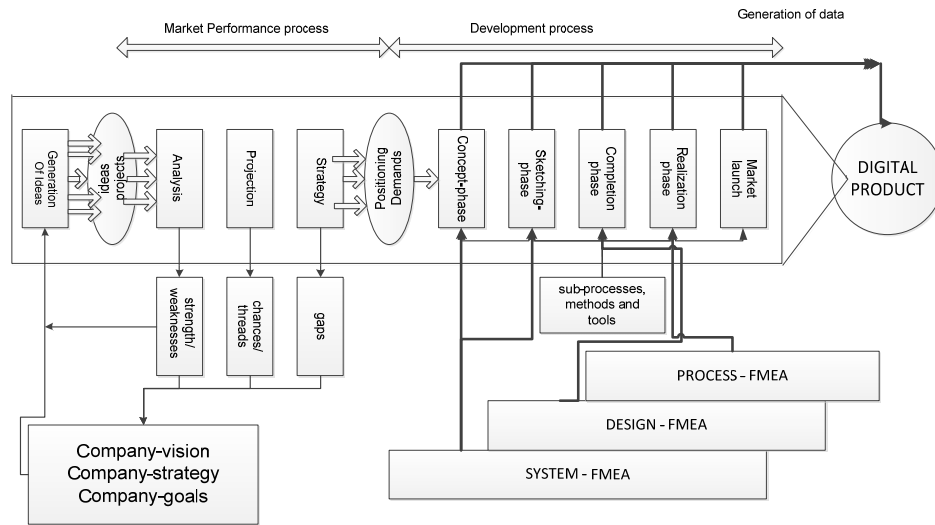 Generation of data
Market Performance process
Development process
Generation
Of Ideas
ideas
projects
Analysis
Projection
Strategy
Positioning
Demands
Concept-phase
Sketching-
phase
Completion
phase
Realization
phase
Market
launch
DIGITAL
PRODUCT
strength/
weaknesses
chances/
threads
gaps
sub-processes,
methods and
tools
PROCESS – FMEA
DESIGN – FMEA
SYSTEM – FMEA
Company-vision
Company-strategy
Company-goals